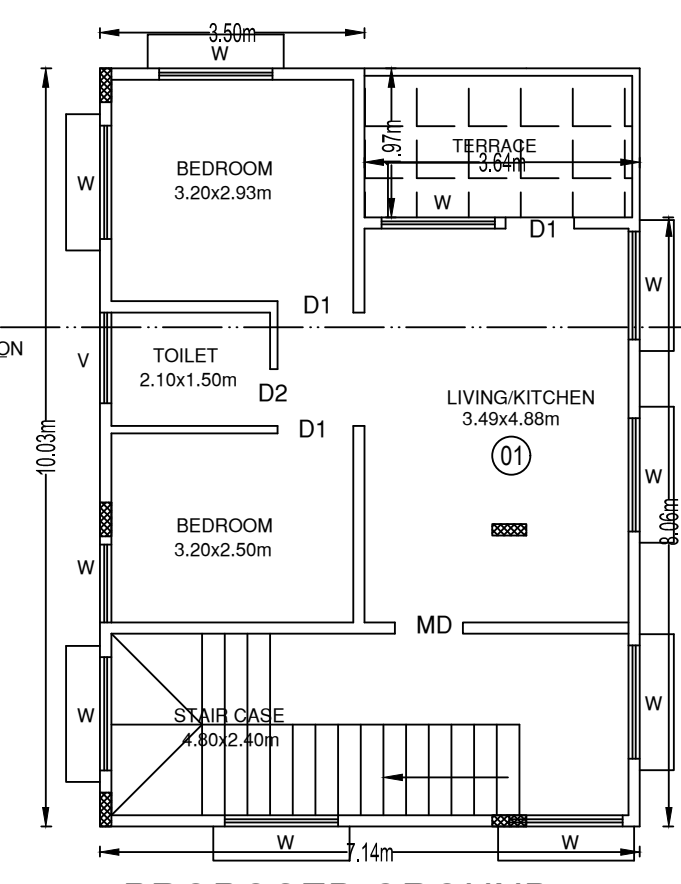 3.50m
W
BEDROOM
3.20x2.93m
.97m
TERRACE
3.64m
W
W
D1
W
D1
ON
V
TOILET
2.10x1.50m
D2
D1
LIVING/KITCHEN
3.49x4.88m
01
10.03m
W
BEDROOM
3.20x2.50m
8.06m
W
MD
W
STAIR CASE
4.80x2.40m
W
W
W
7.14m